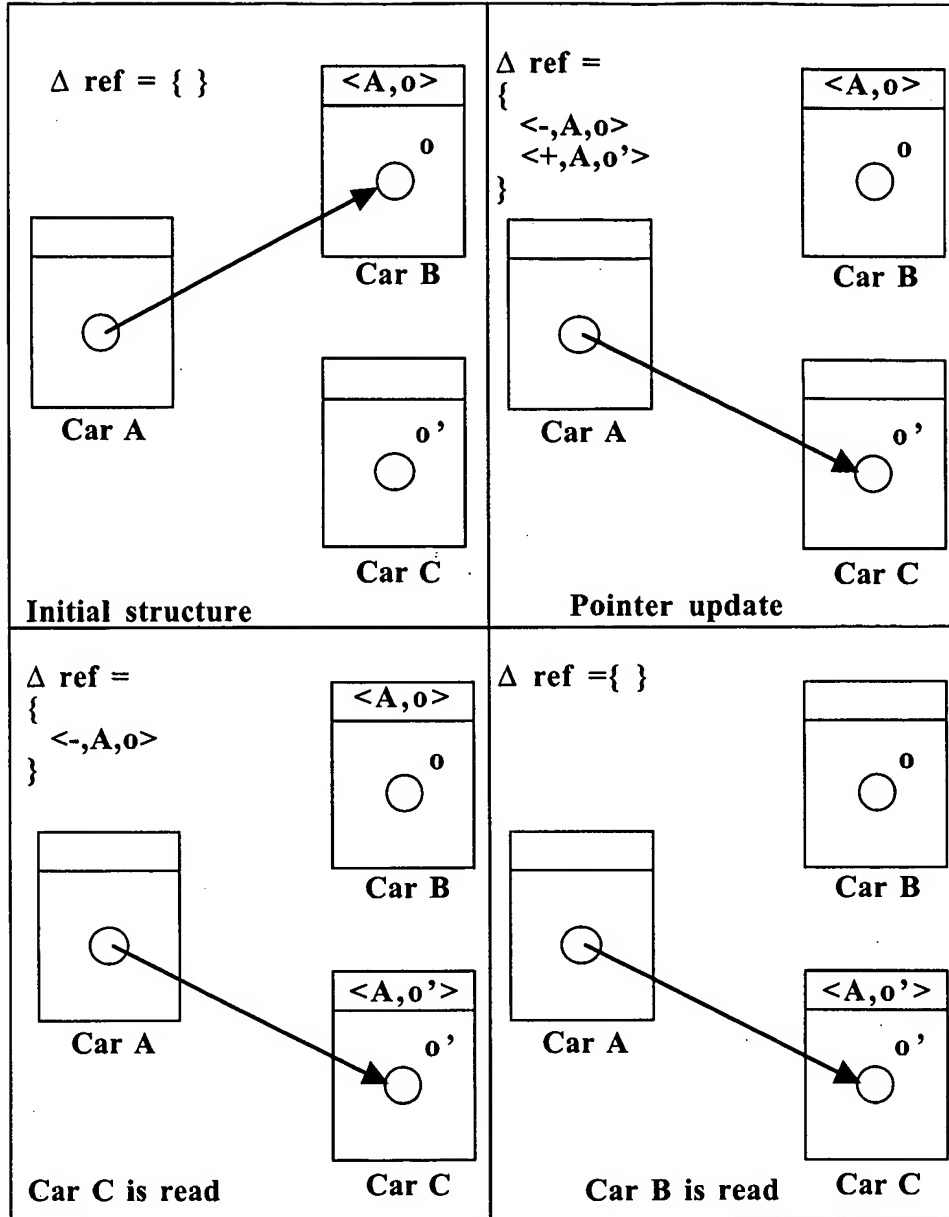 Δ ref = { }
<A,o>
o
Car B
Car A
o’
Car C
Initial structure
Δ ref =
{
<-,A,o>
<+,A,o’>
}
<A,o>
o
Car B
Car A
o’
Car C
Pointer update
Δ ref =
{
<-,A,o>
}
<A,o>
o
Car B
Car A
<A,o’>
o’
Car C is read
Car C
Δ ref ={ }
o
Car B
Car A
<A,o’>
o’
Car B is read
Car C